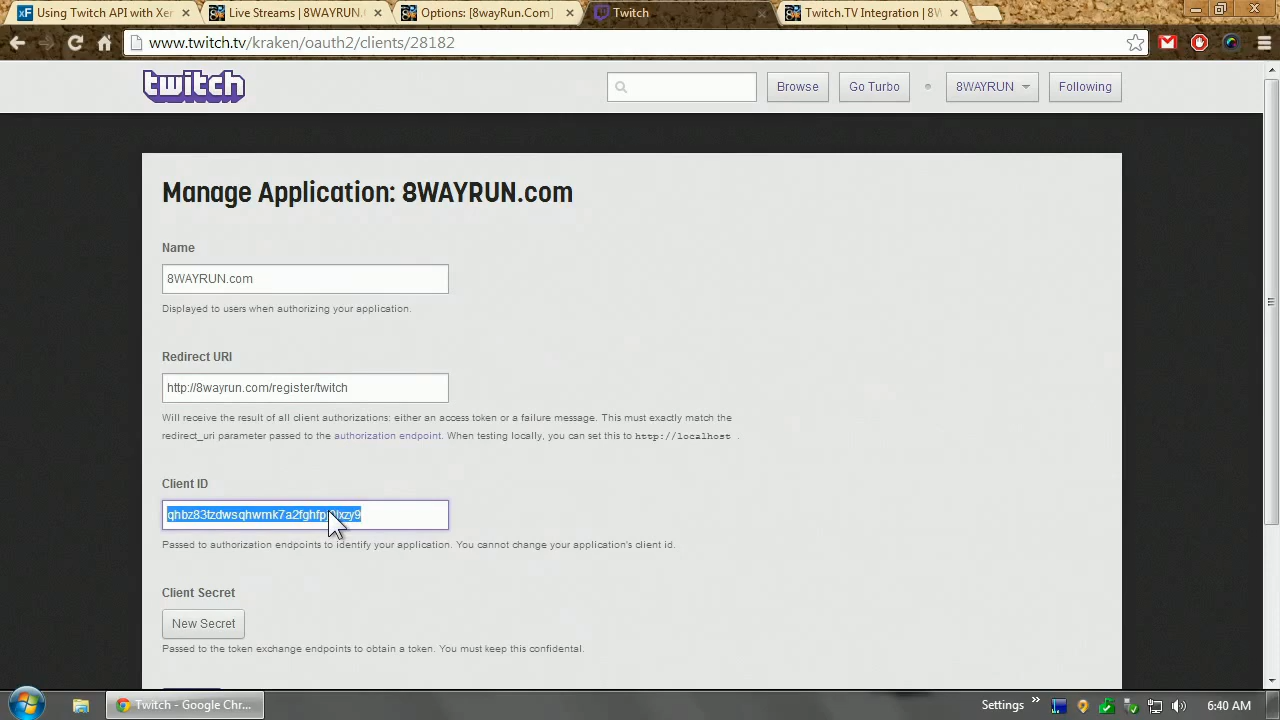 Using Twitch API with Xer
Live Streams | 8WAYRUN.
Options: [8wayRun.Com]
Twitch
Twitch.TV Integration | 8W
www.twitch.tv/kraken/oauth2/clients/28182
twitch
Browse
Go Turbo
8WAYRUN
Following
Manage Application: 8WAYRUN.com
Name
8WAYRUN.com
Displayed to users when authorizing your application.
Redirect URI
http://8wayrun.com/register/twitch
Will receive the result of all client authorizations: either an access token or a failure message. This must exactly match the
redirect_uri parameter passed to the authorization endpoint. When testing locally, you can set this to http://localhost .
Client ID
Passed to authorization endpoints to identify your application. You cannot change your application's client id.
Client Secret
New Secret
Passed to the token exchange endpoints to obtain a token. You must keep this confidental.
Twitch - Google Chr...
Settings
6:40 AM